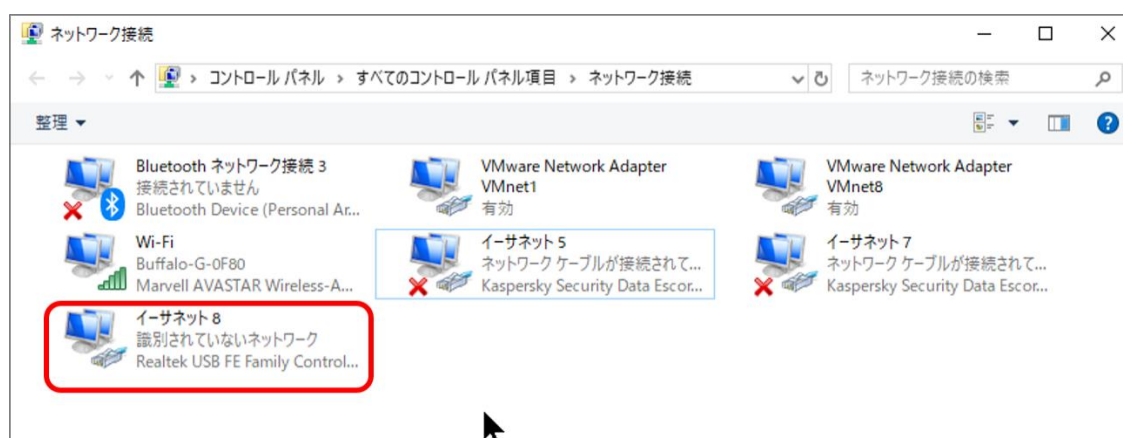 ネットワーク接続
コントロール パネル › すべてのコントロール パネル項目 › ネットワーク接続
ネットワーク接続の検索
整理
Bluetooth ネットワーク接続 3
接続されていません
Bluetooth Device (Personal Ar...
VMware Network Adapter
VMnet1
有効
VMware Network Adapter
VMnet8
有効
Wi-Fi
Buffalo-G-0F80
Marvell AVASTAR Wireless-A...
イーサネット 5
ネットワーク ケーブルが接続されて...
Kaspersky Security Data Escor...
イーサネット 7
ネットワーク ケーブルが接続されて...
Kaspersky Security Data Escor...
イーサネット 8
識別されていないネットワーク
Realtek USB FE Family Control...